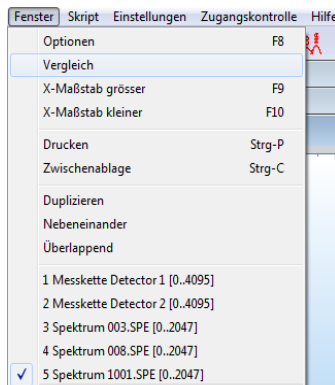 Fenster Skript Einstellungen Zugangskontrolle Hilfe
Optionen F8
Vergleich
X-Maßstab grösser F9
X-Maßstab kleiner F10
Drucken Strg-P
Zwischenablage Strg-C
Duplizieren
Nebeneinander
Überlappend
1 Messkette Detector 1 [0..4095]
2 Messkette Detector 2 [0..4095]
3 Spektrum 003.SPE [0..2047]
4 Spektrum 008.SPE [0..2047]
5 Spektrum 1001.SPE [0..2047]